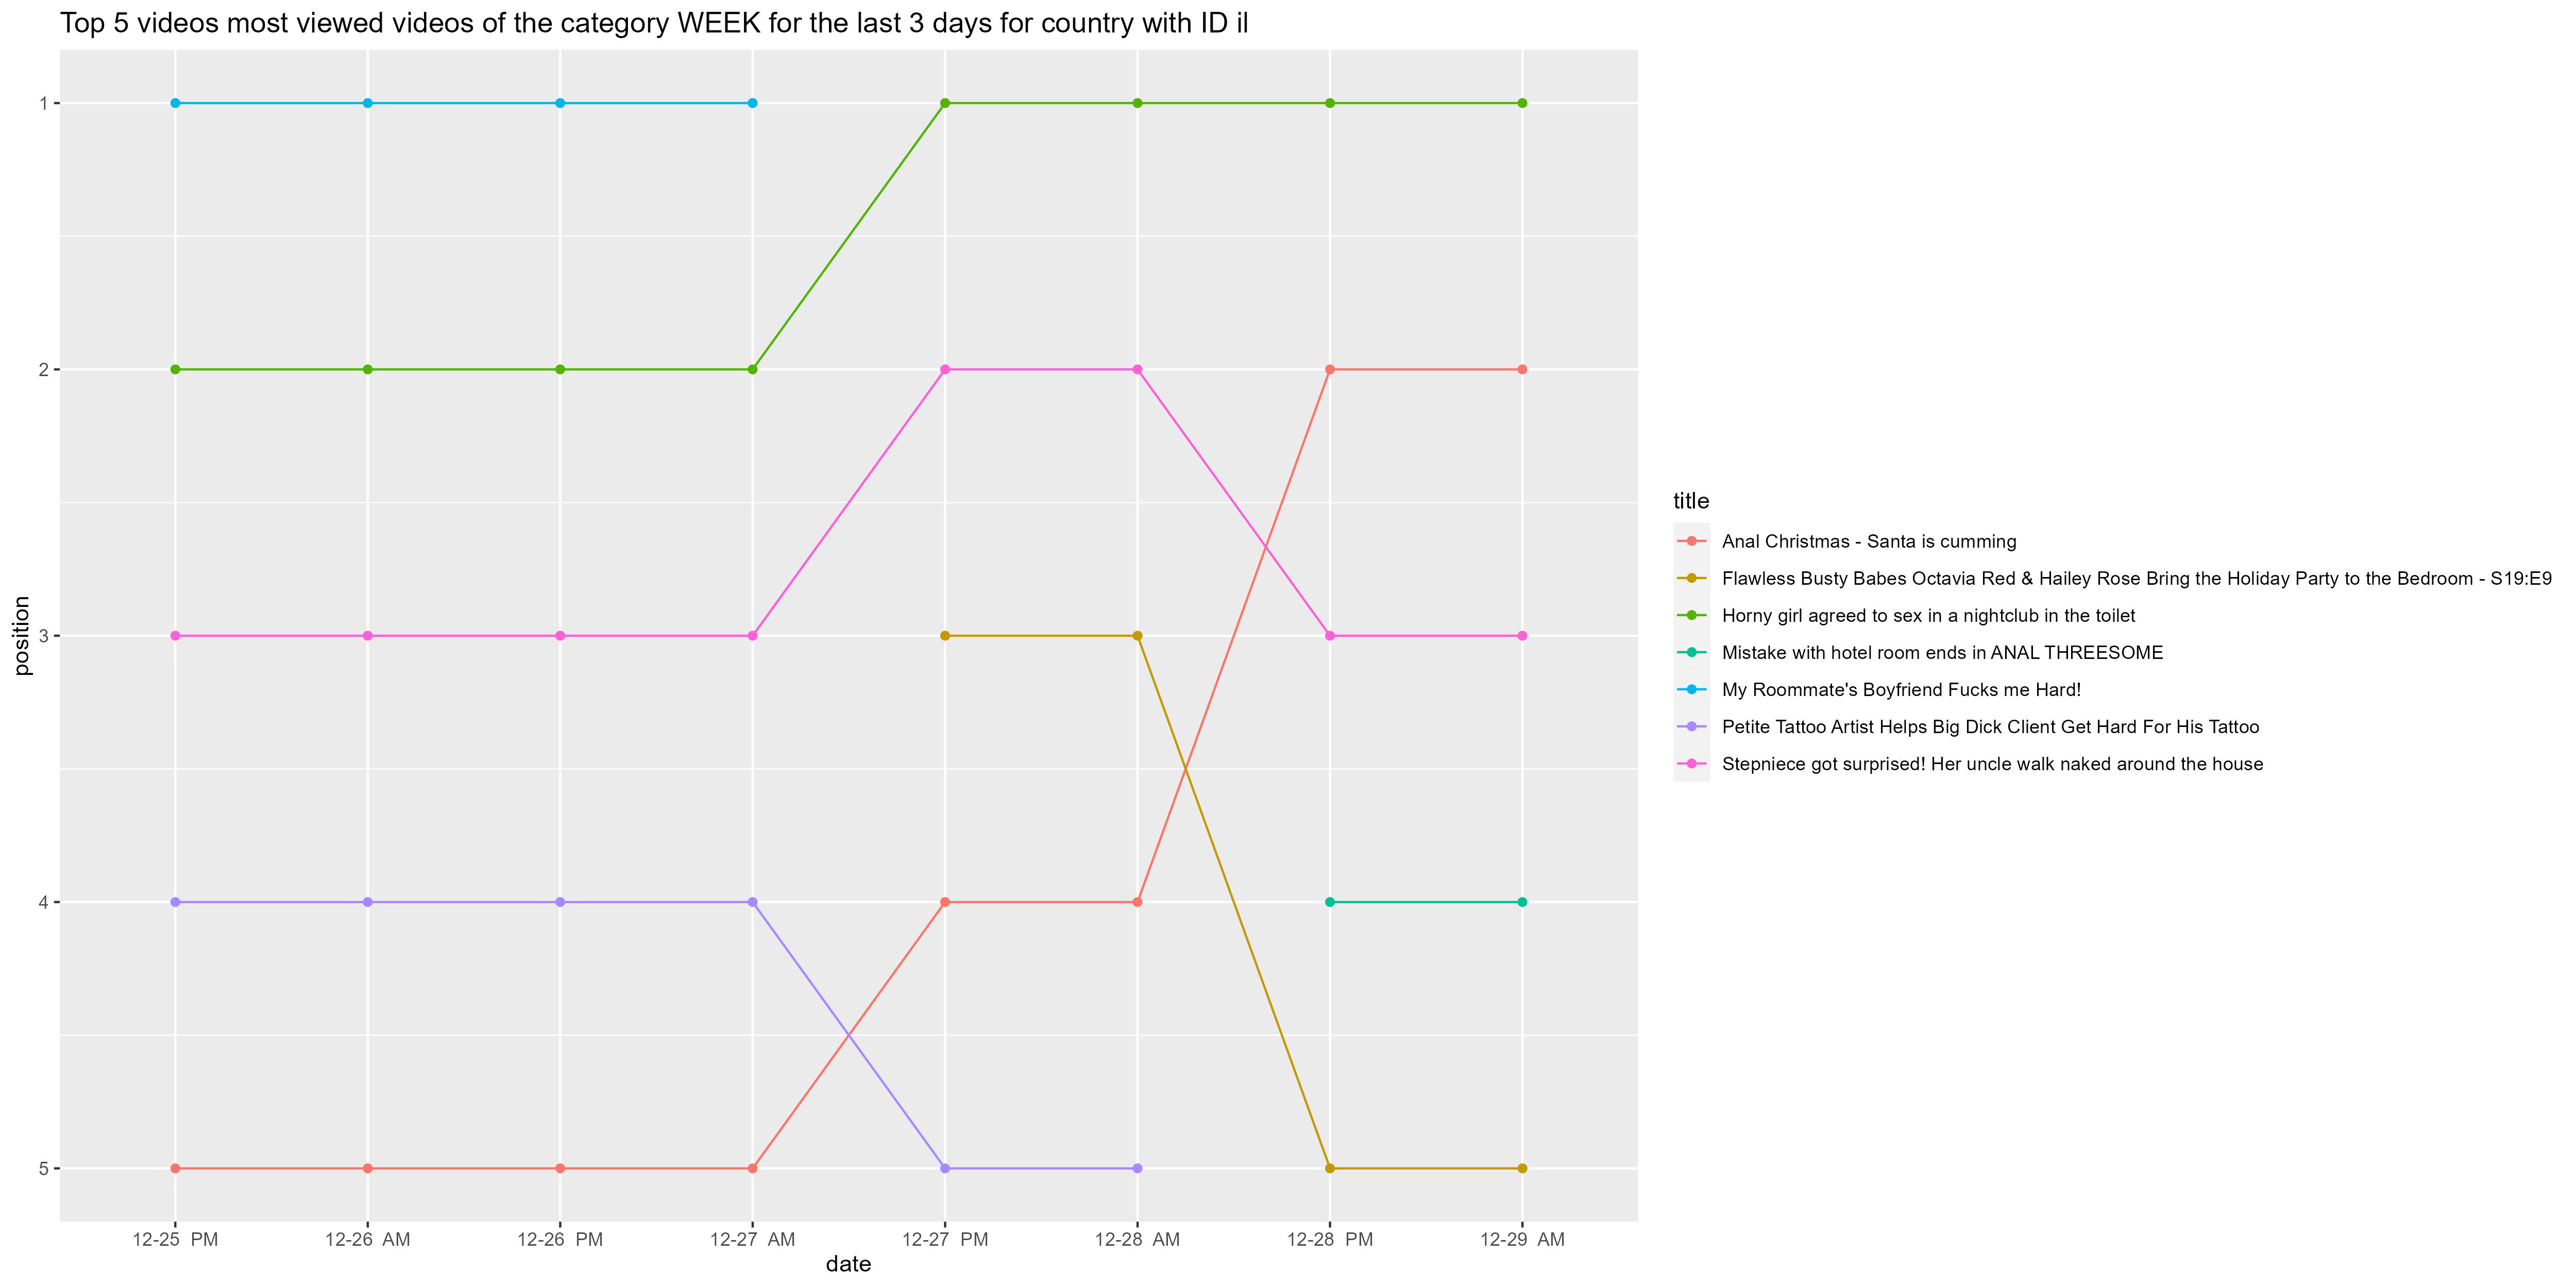 Top 5 videos most viewed videos of the category WEEK for the last 3 days for country with ID il
position
1
2
3
4
5
12-25 PM
12-26 AM
12-26 PM
12-27 AM
12-27 PM
12-28 AM
12-28 PM
12-29 AM
date
title
Anal Christmas - Santa is cumming
Flawless Busty Babes Octavia Red & Hailey Rose Bring the Holiday Party to the Bedroom - S19:E9
Horny girl agreed to sex in a nightclub in the toilet
Mistake with hotel room ends in ANAL THREESOME
My Roommate's Boyfriend Fucks me Hard!
Petite Tattoo Artist Helps Big Dick Client Get Hard For His Tattoo
Stepniece got surprised! Her uncle walk naked around the house